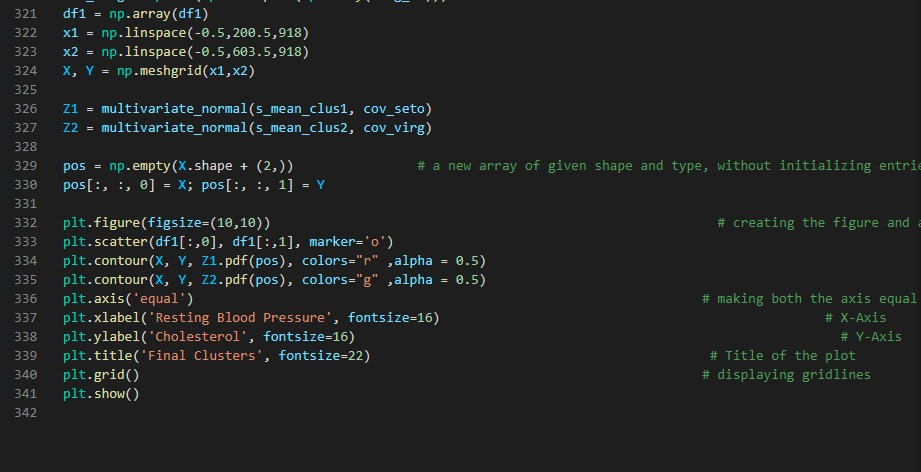 321 df1 = np.array(df1)
322 x1 = np.linspace(-0.5,200.5,918)
323 x2 = np.linspace(-0.5,603.5,918)
324 X, Y = np.meshgrid(x1,x2)
325
326 Z1 = multivariate_normal(s_mean_clus1, cov_seto)
327 Z2 = multivariate_normal(s_mean_clus2, cov_virg)
328
329 pos = np.empty(X.shape + (2,)) # a new array of given shape and type, without initializing
330 pos[:, :, 0] = X; pos[:, :, 1] = Y
331
332 plt.figure(figsize=(10,10)) # creating the figure and
333 plt.scatter(df1[:,0], df1[:,1], marker='o')
334 plt.contour(X, Y, Z1.pdf(pos), colors="r" ,alpha = 0.5)
335 plt.contour(X, Y, Z2.pdf(pos), colors="g" ,alpha = 0.5)
336 plt.axis('equal') # making both the axis equal
337 plt.xlabel('Resting Blood Pressure', fontsize=16) # X-Axis
338 plt.ylabel('Cholesterol', fontsize=16) # Y-Axis
339 plt.title('Final Clusters', fontsize=22) # Title of the plot
340 plt.grid() # displaying gridlines
341 plt.show()
342